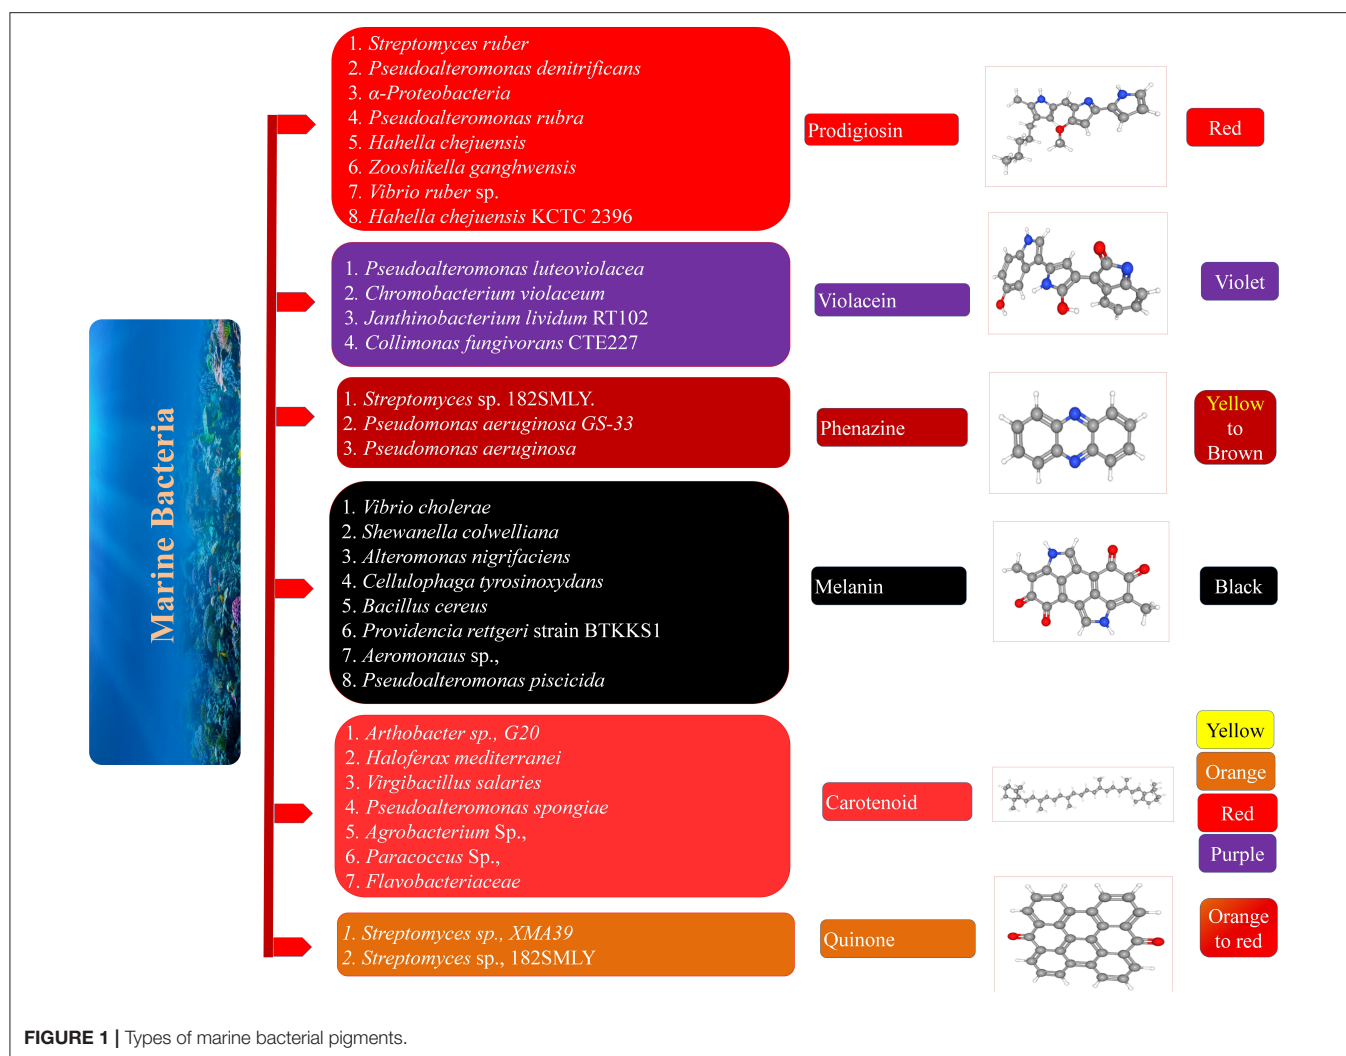 Marine Bacteria
1. Streptomyces ruber
2. Pseudoalteromonas denitrificans
3. α-Proteobacteria
4. Pseudoalteromonas rubra
5. Hahella chejuensis
6. Zooshikella ganghwensis
7. Vibrio ruber sp.
8. Hahella chejuensis KCTC 2396
Prodigiosin
Red
1. Pseudoalteromonas luteoviolacea
2. Chromobacterium violaceum
3. Janthinobacterium lividum RT102
4. Collimonas fungivorans CTE227
Violacein
Violet
1. Streptomyces sp. 182SMLY.
2. Pseudomonas aeruginosa GS-33
3. Pseudomonas aeruginosa
Phenazine
Yellow
to
Brown
1. Vibrio cholerae
2. Shewanella colwelliana
3. Alteromonas nigrifaciens
4. Cellulophaga tyrosinoxydans
5. Bacillus cereus
6. Providencia rettgeri strain BTKKS1
7. Aeromonaus sp.,
8. Pseudoalteromonas piscicida
Melanin
Black
1. Arthobacter sp., G20
2. Haloferax mediterranei
3. Virgibacillus salaries
4. Pseudoalteromonas spongiae
5. Agrobacterium Sp.,
6. Paracoccus Sp.,
7. Flavobacteriaceae
Carotenoid
Yellow
Orange
Red
Purple
1. Streptomyces sp., XMA39
2. Streptomyces sp., 182SMLY
Quinone
Orange
to red
FIGURE 1 | Types of marine bacterial pigments.